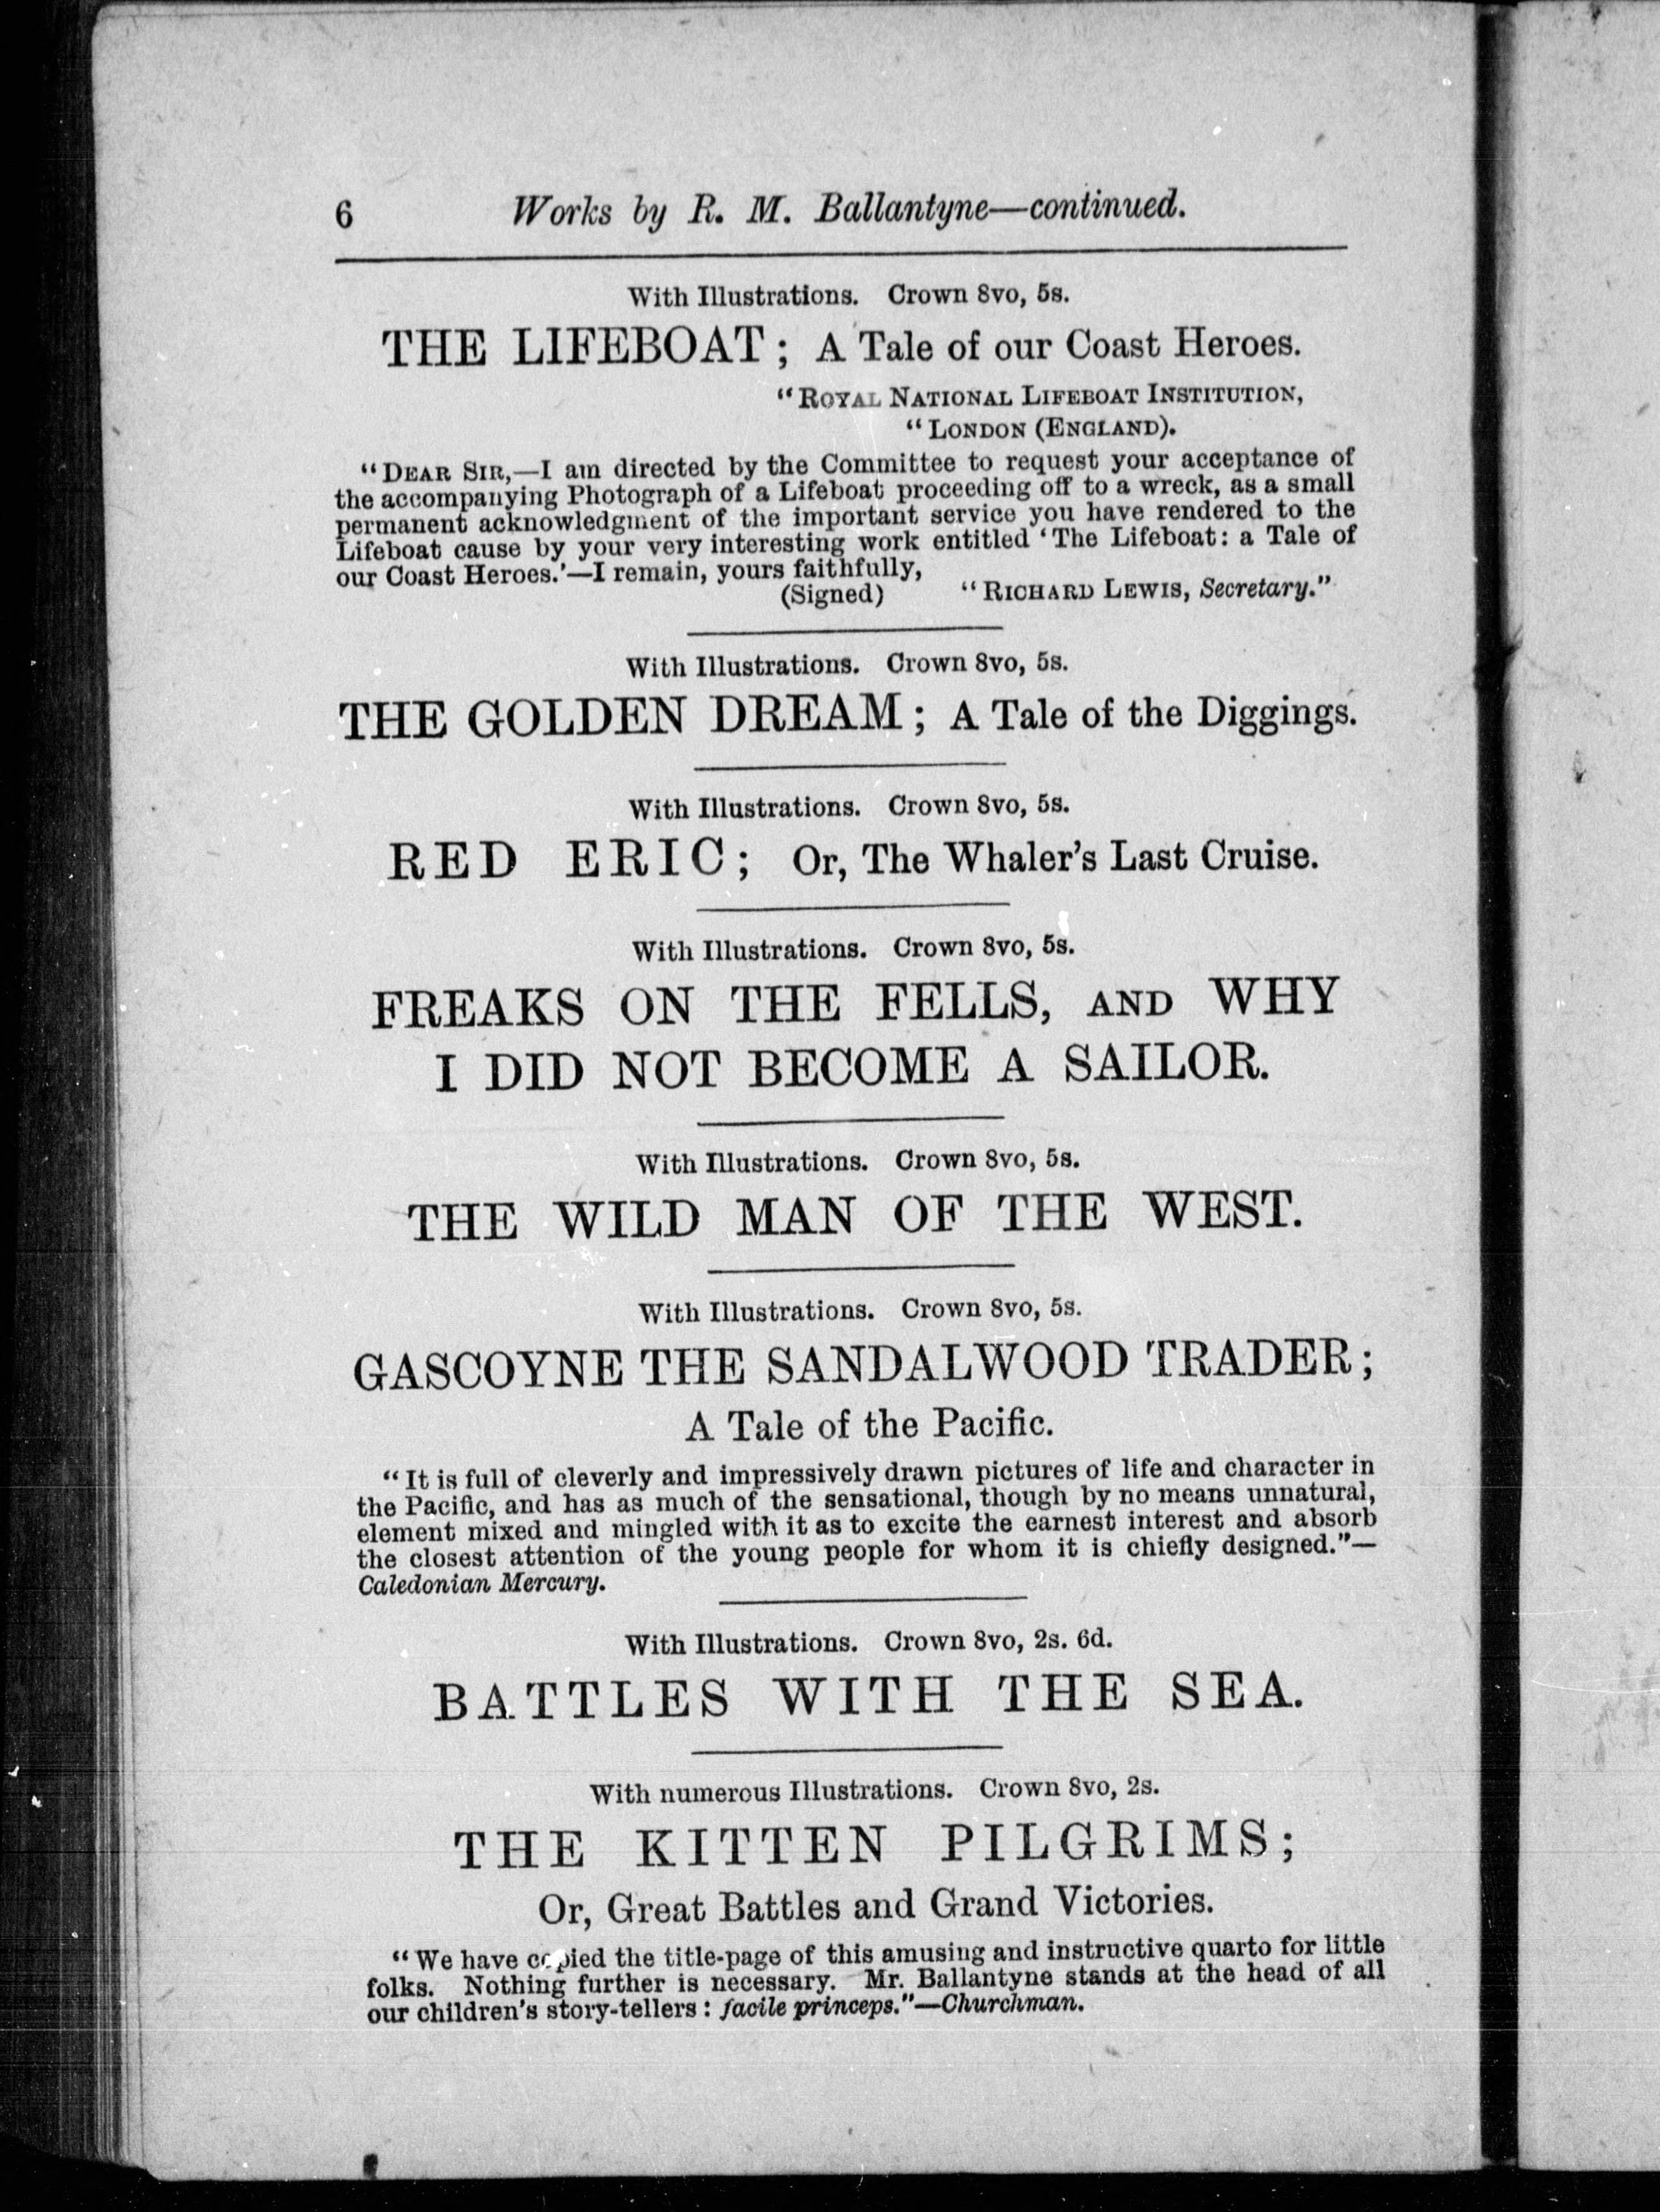 6 Works by R. M. Ballantyne—continued.
With Illustrations. Crown 8vo, 5s.
THE LIFEBOAT; A Tale of our Coast Heroes.
"ROYAL NATIONAL LIFEBOAT INSTITUTION,
"LONDON (ENGLAND).
"DEAR SIR,—I am directed by the Committee to request your acceptance of
the accompanying Photograph of a Lifeboat proceeding off to a wreck, as a small
permanent acknowledgment of the important service you have rendered to the
Lifeboat cause by your very interesting work entitled 'The Lifeboat: a Tale of
our Coast Heroes.'—I remain, yours faithfully,
(Signed) "RICHARD LEWIS, Secretary."
With Illustrations. Crown 8vo, 5s.
THE GOLDEN DREAM; A Tale of the Diggings.
With Illustrations. Crown 8vo, 5s.
RED ERIC; Or, The Whaler's Last Cruise.
With Illustrations. Crown 8vo, 5s.
FREAKS ON THE FELLS, AND WHY
I DID NOT BECOME A SAILOR.
With Illustrations. Crown 8vo, 5s.
THE WILD MAN OF THE WEST.
With Illustrations. Crown 8vo, 5s.
GASCOYNE THE SANDALWOOD TRADER;
A Tale of the Pacific.
"It is full of cleverly and impressively drawn pictures of life and character in
the Pacific, and has as much of the sensational, though by no means unnatural,
element mixed and mingled with it as to excite the earnest interest and absorb
the closest attention of the young people for whom it is chiefly designed."—
Caledonian Mercury.
With Illustrations. Crown 8vo, 2s. 6d.
BATTLES WITH THE SEA.
With numerous Illustrations. Crown 8vo, 2s.
THE KITTEN PILGRIMS;
Or, Great Battles and Grand Victories.
"We have copied the title-page of this amusing and instructive quarto for little
folks. Nothing further is necessary. Mr. Ballantyne stands at the head of all
our children's story-tellers: facile princeps."—Churchman.